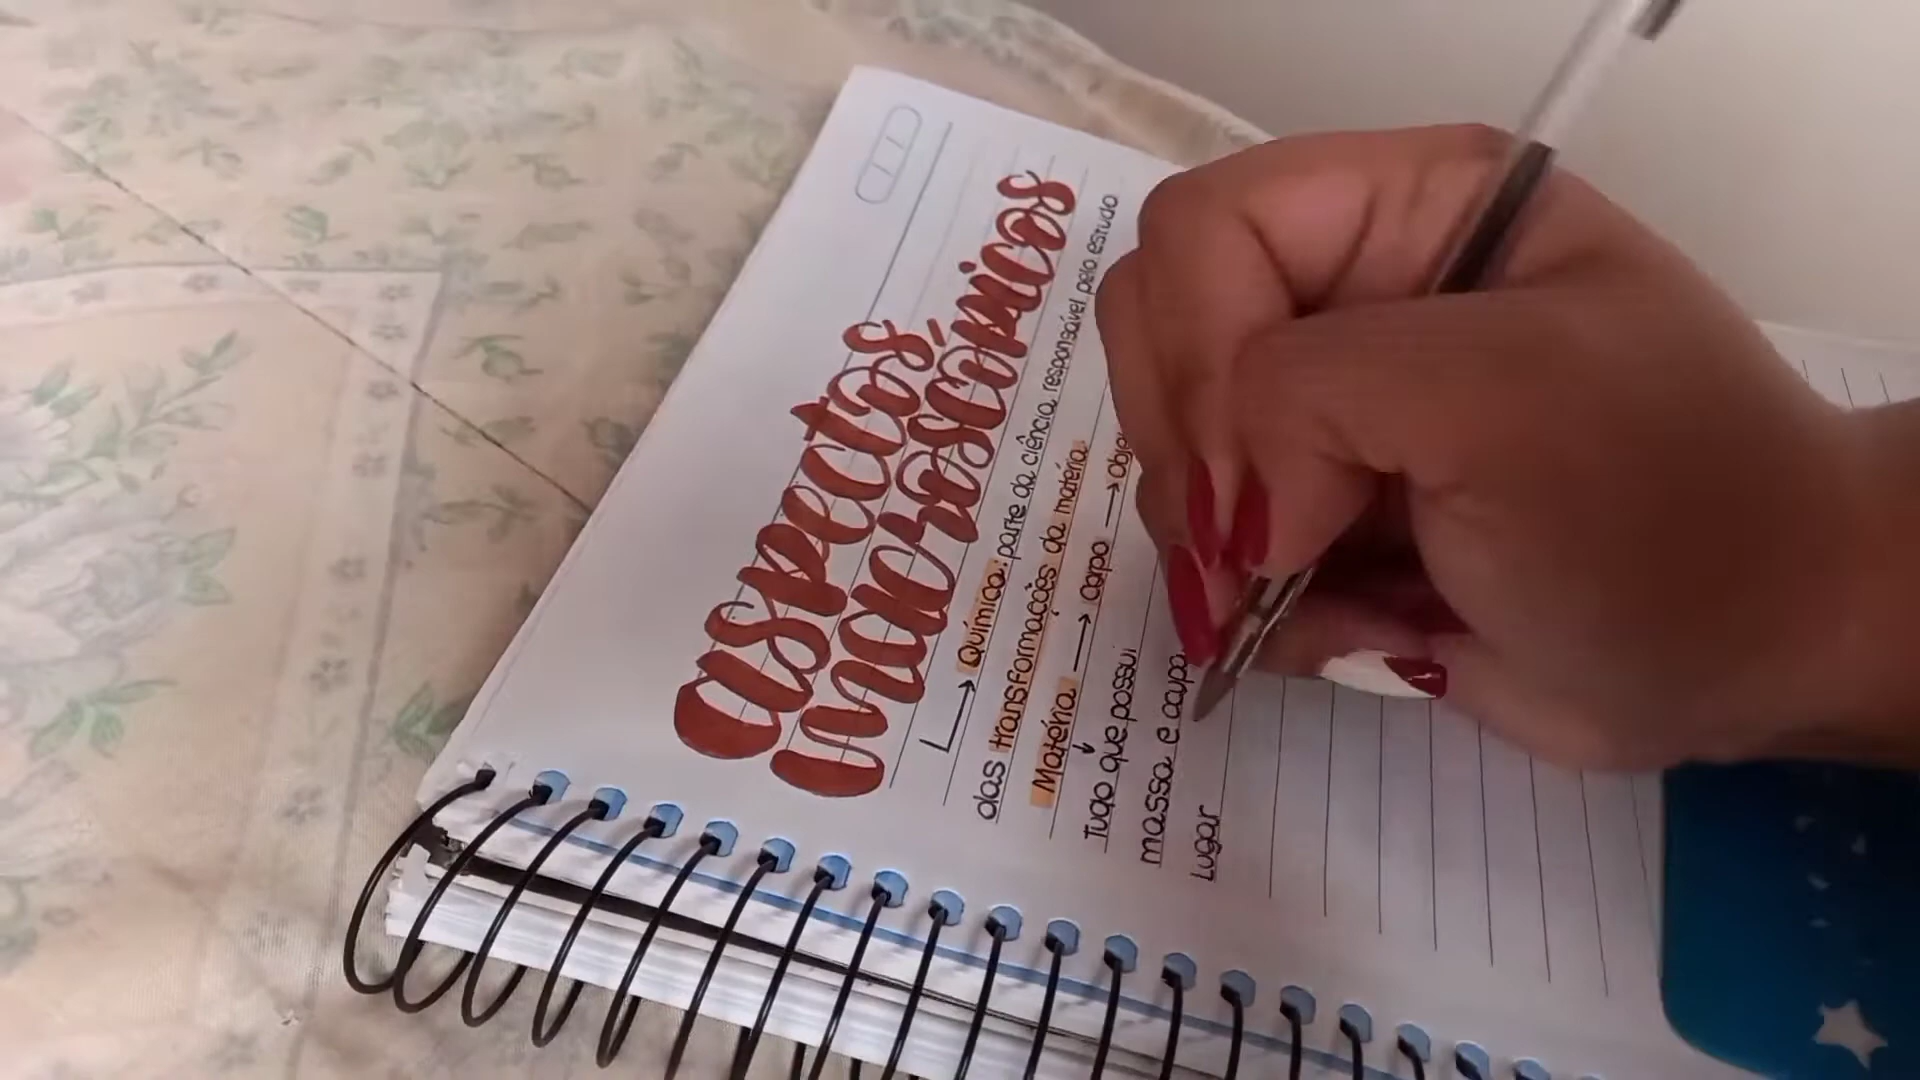 aspectos
macroscópicos
Química: parte da ciência responsável pelo estudo
das transformações da matéria.
Matéria → corpo →
Tudo que possui
massa e ocupa
Lugar